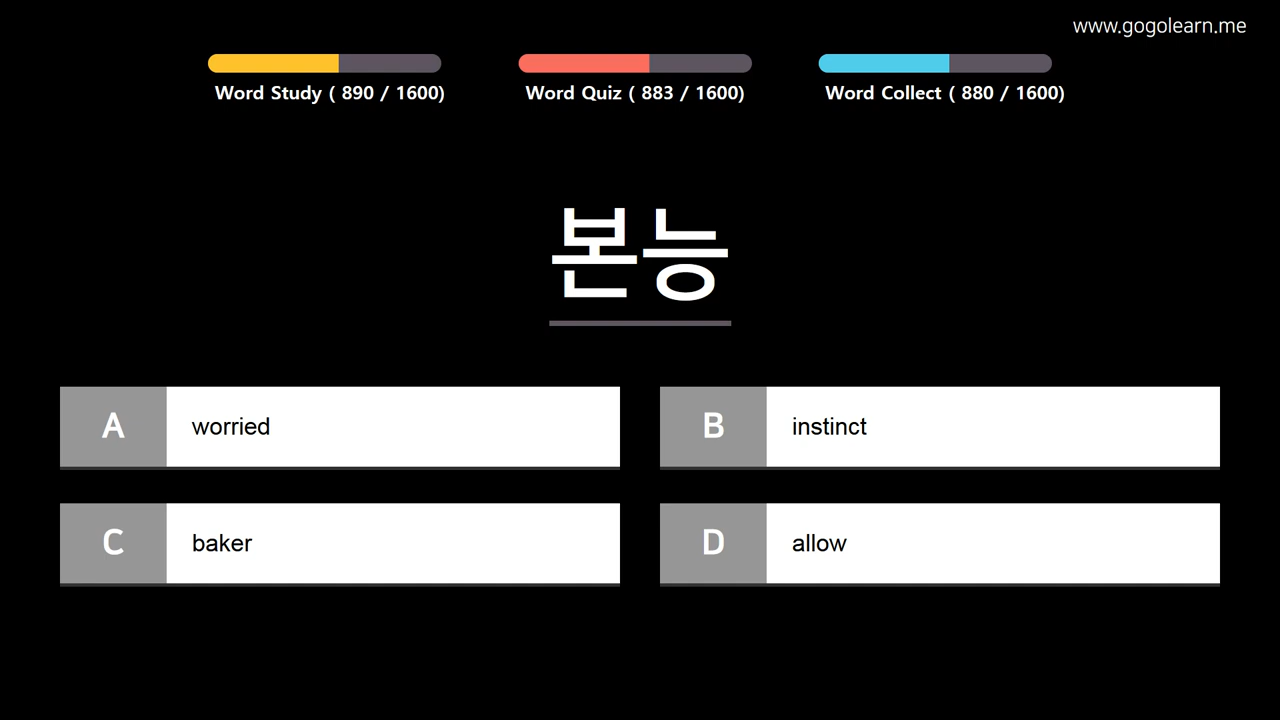 www.gogolearn.me
Word Study ( 890 / 1600)
Word Quiz ( 883 / 1600)
Word Collect ( 880 / 1600)
본능
A worried
B instinct
C baker
D allow